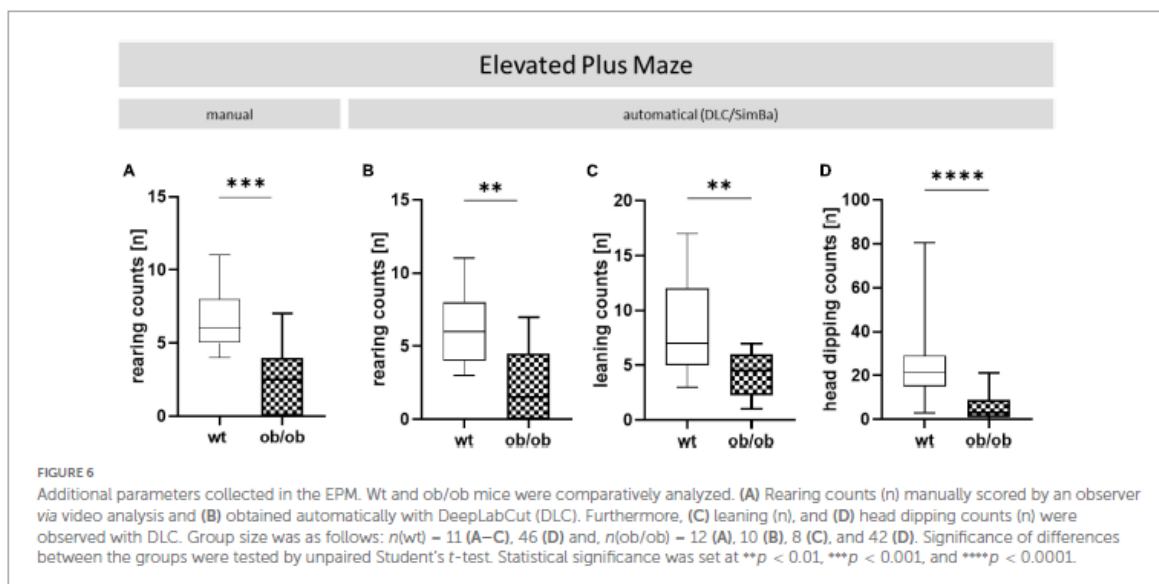 Elevated Plus Maze
manual
automatical (DLC/SimBa)
A
***
rearing counts [n]
15
10
5
0
wt
ob/ob
B
**
rearing counts [n]
15
10
5
0
wt
ob/ob
C
**
leaning counts [n]
20
15
10
5
0
wt
ob/ob
D
****
head dipping counts [n]
100
80
60
40
20
0
wt
ob/ob
FIGURE 6
Additional parameters collected in the EPM. Wt and ob/ob mice were comparatively analyzed. (A) Rearing counts (n) manually scored by an observer
via video analysis and (B) obtained automatically with DeepLabCut (DLC). Furthermore, (C) leaning (n), and (D) head dipping counts (n) were
observed with DLC. Group size was as follows: n(wt) – 11 (A–C), 46 (D) and, n(ob/ob) – 12 (A), 10 (B), 8 (C), and 42 (D). Significance of differences
between the groups were tested by unpaired Student's t-test. Statistical significance was set at **p < 0.01, ***p < 0.001, and ****p < 0.0001.